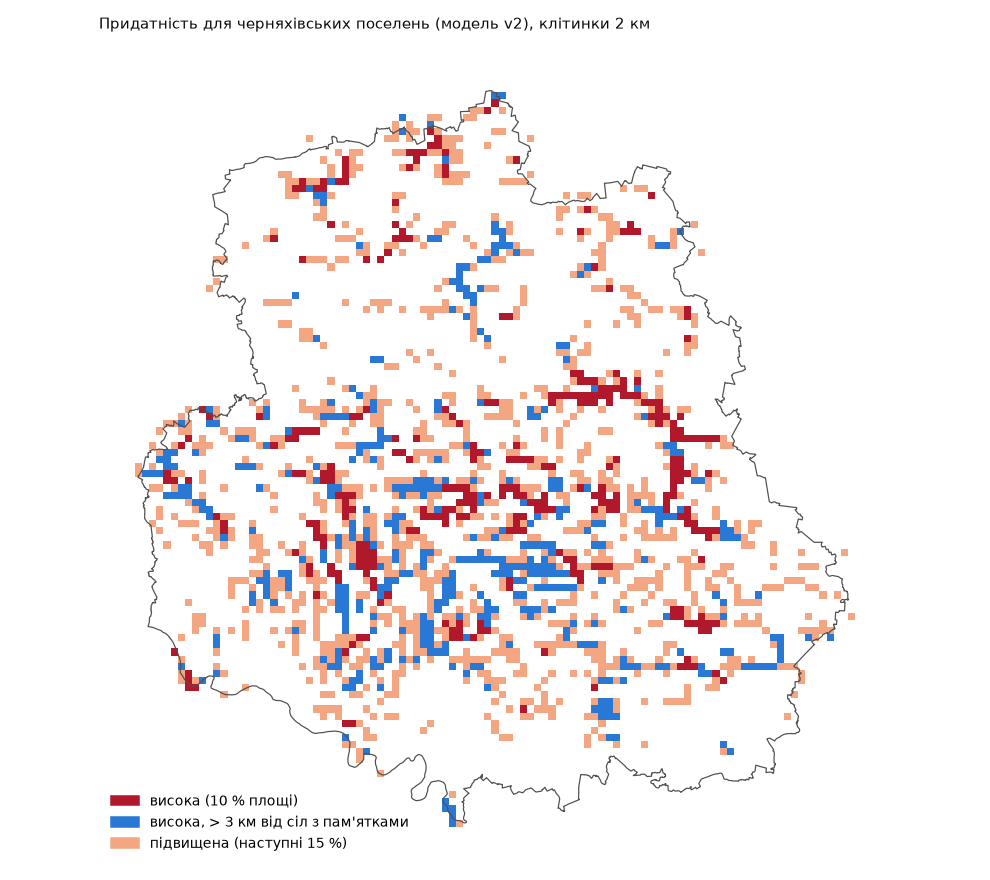 Придатність для черняхівських поселень (модель v2), клітинки 2 км
висока (10 % площі)
висока, > 3 км від сіл з пам'ятками
підвищена (наступні 15 %)